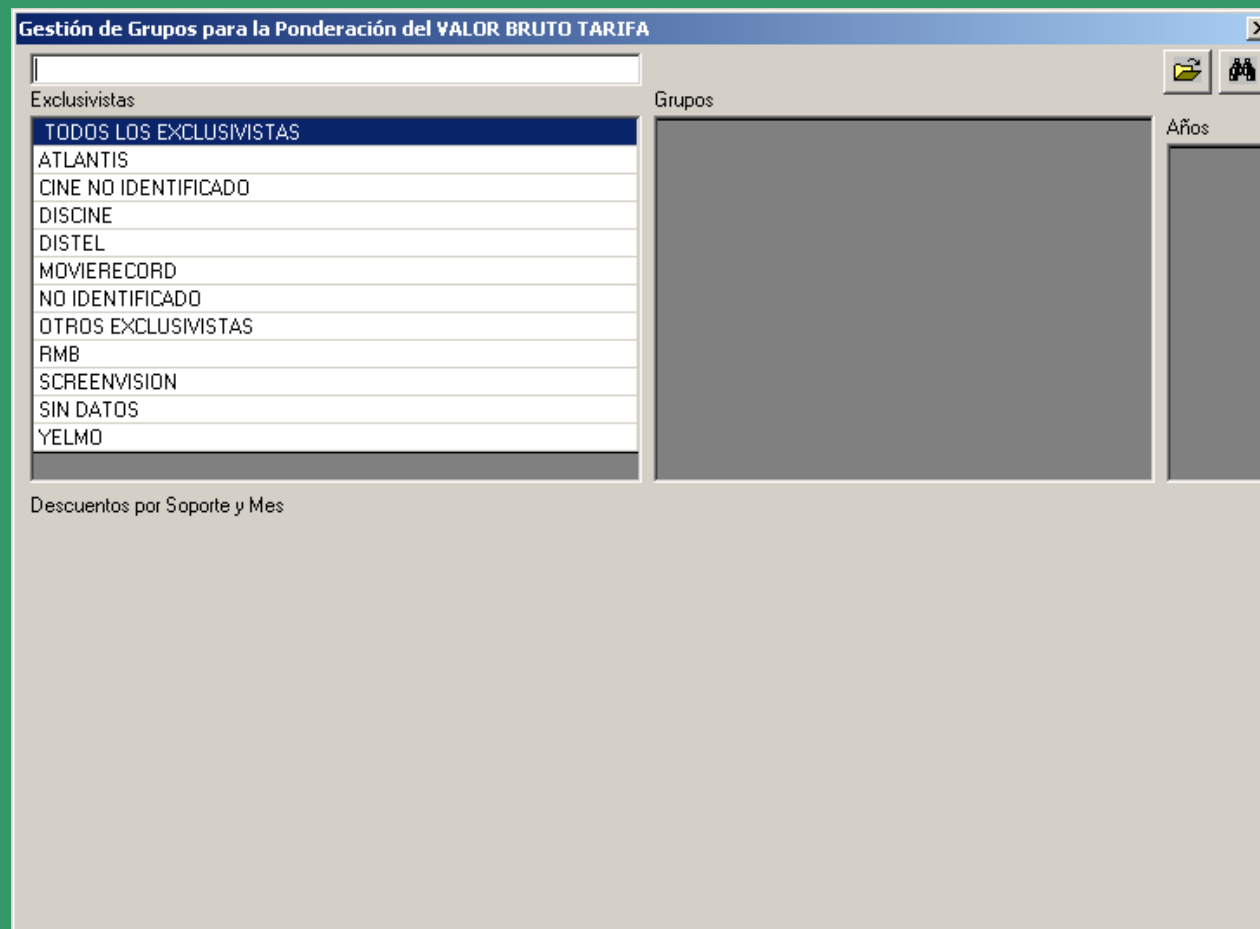 Gestión de Grupos para la Ponderación del VALOR BRUTO TARIFA
Exclusivistas
Grupos
Años
TODOS LOS EXCLUSIVISTAS
ATLANTIS
CINE NO IDENTIFICADO
DISCINE
DISTEL
MOVIERECORD
NO IDENTIFICADO
OTROS EXCLUSIVISTAS
RMB
SCREENVISION
SIN DATOS
YELMO
Descuentos por Soporte y Mes